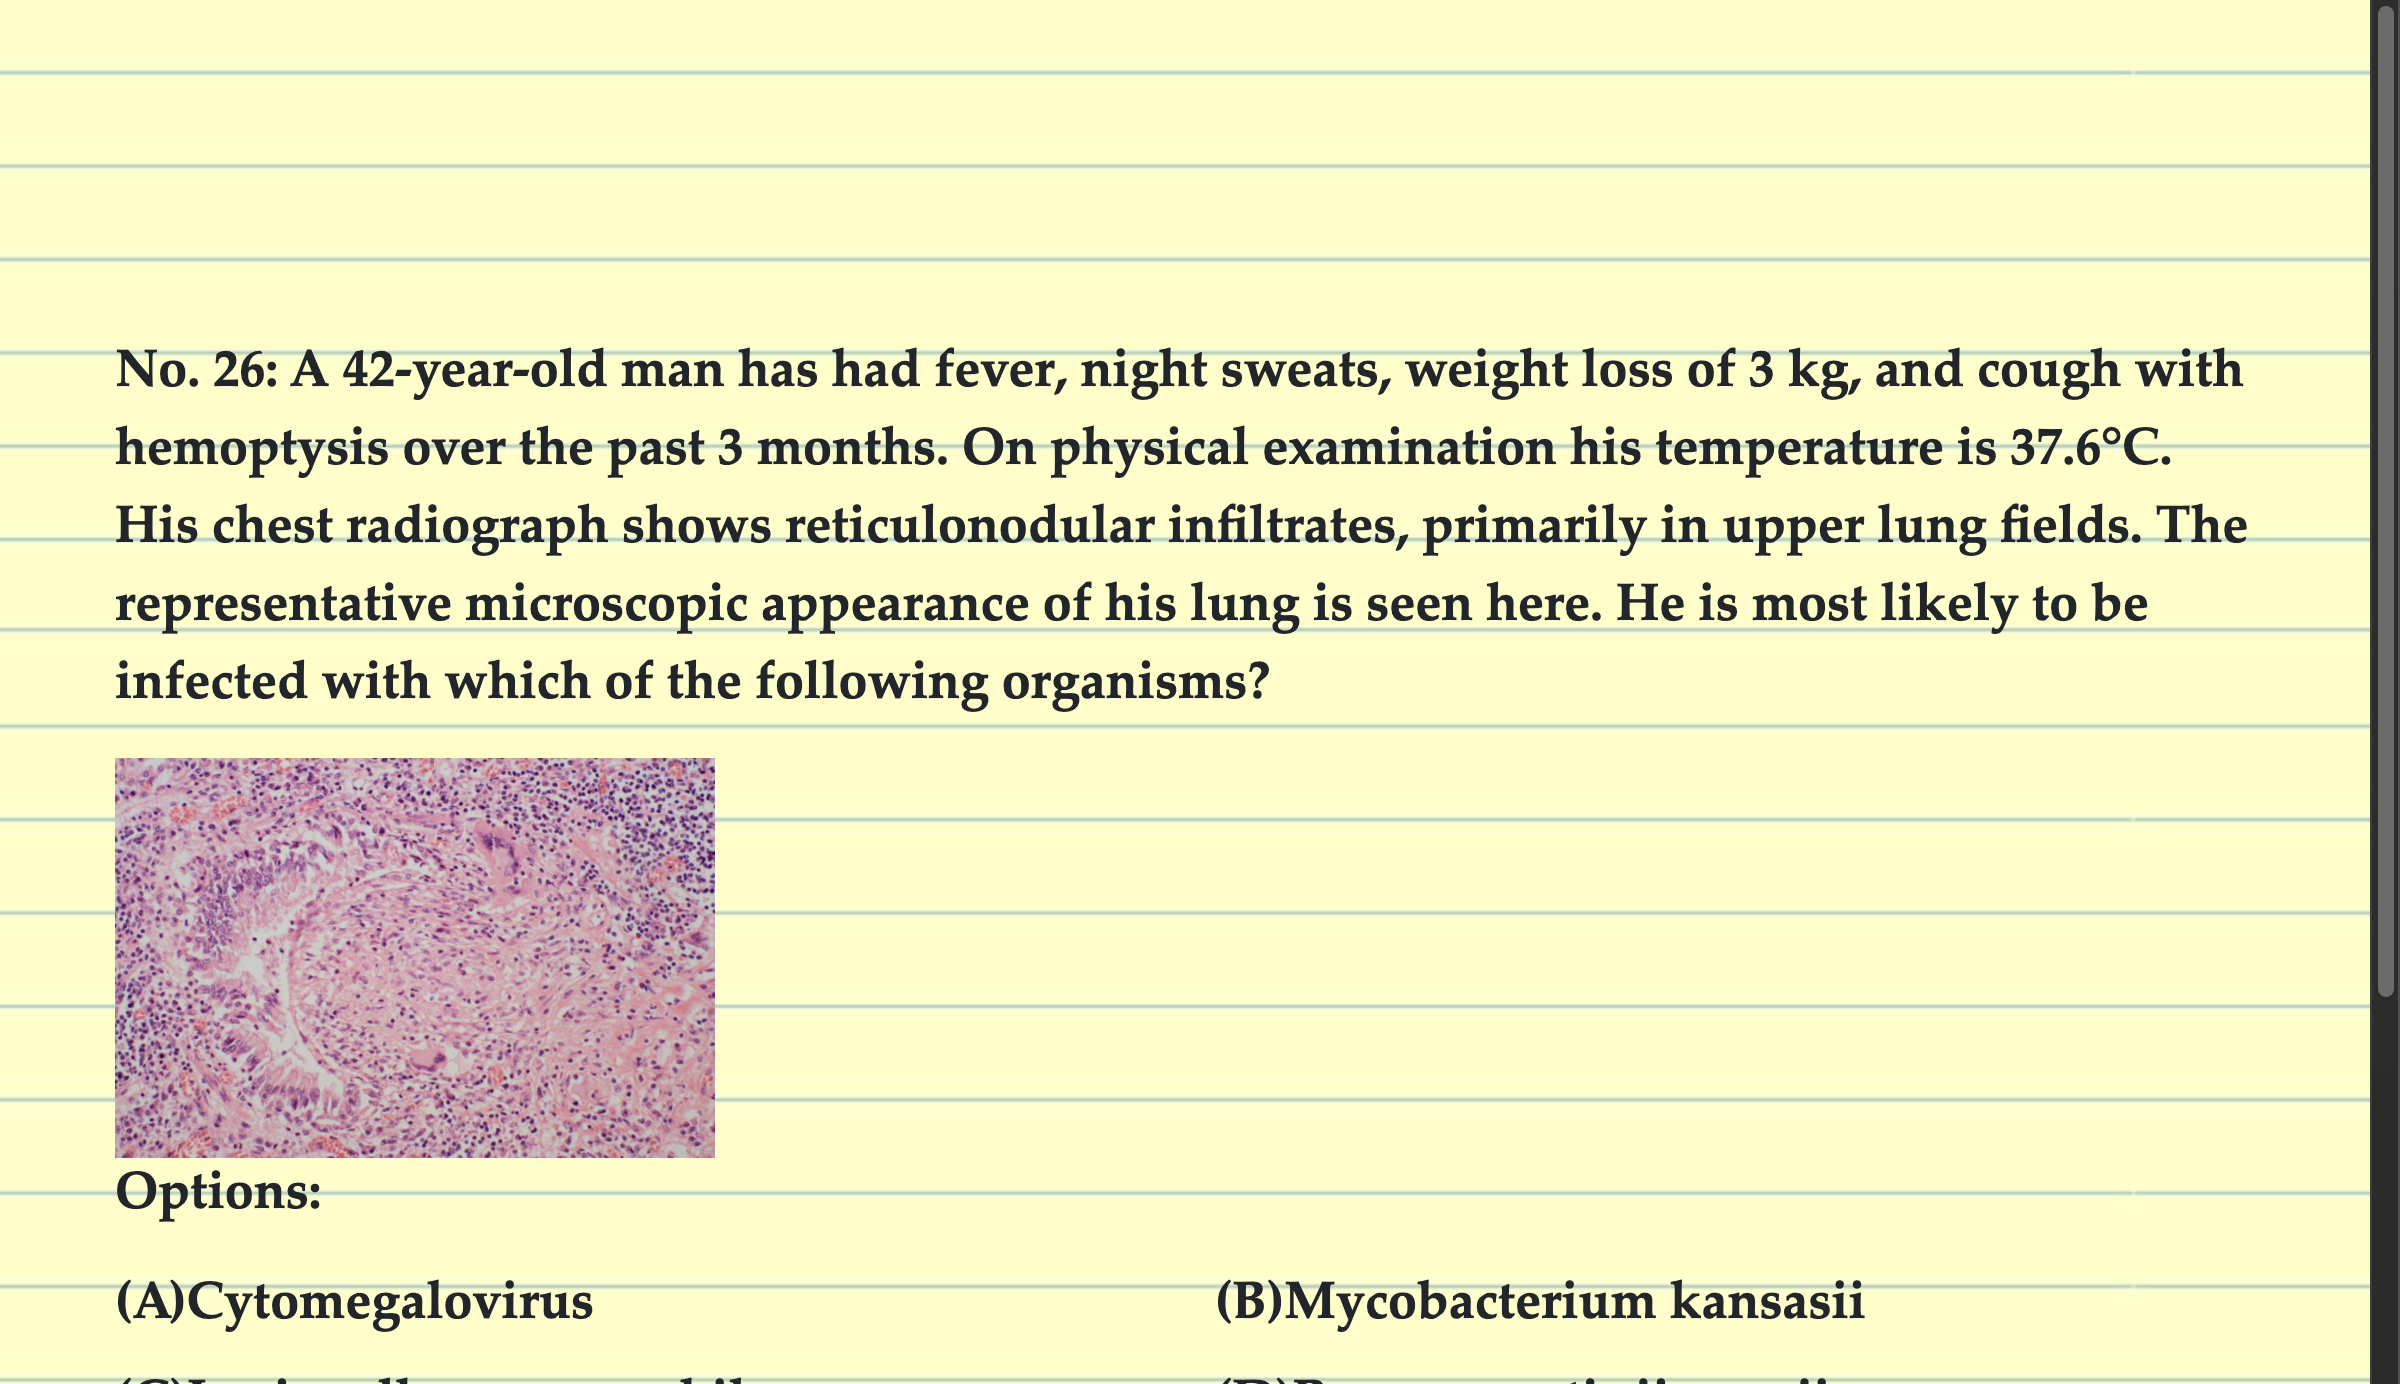 No. 26: A 42-year-old man has had fever, night sweats, weight loss of 3 kg, and cough with
hemoptysis over the past 3 months. On physical examination his temperature is 37.6°C.
His chest radiograph shows reticulonodular infiltrates, primarily in upper lung fields. The
representative microscopic appearance of his lung is seen here. He is most likely to be
infected with which of the following organisms?
Options:
(A)Cytomegalovirus
(B)Mycobacterium kansasii